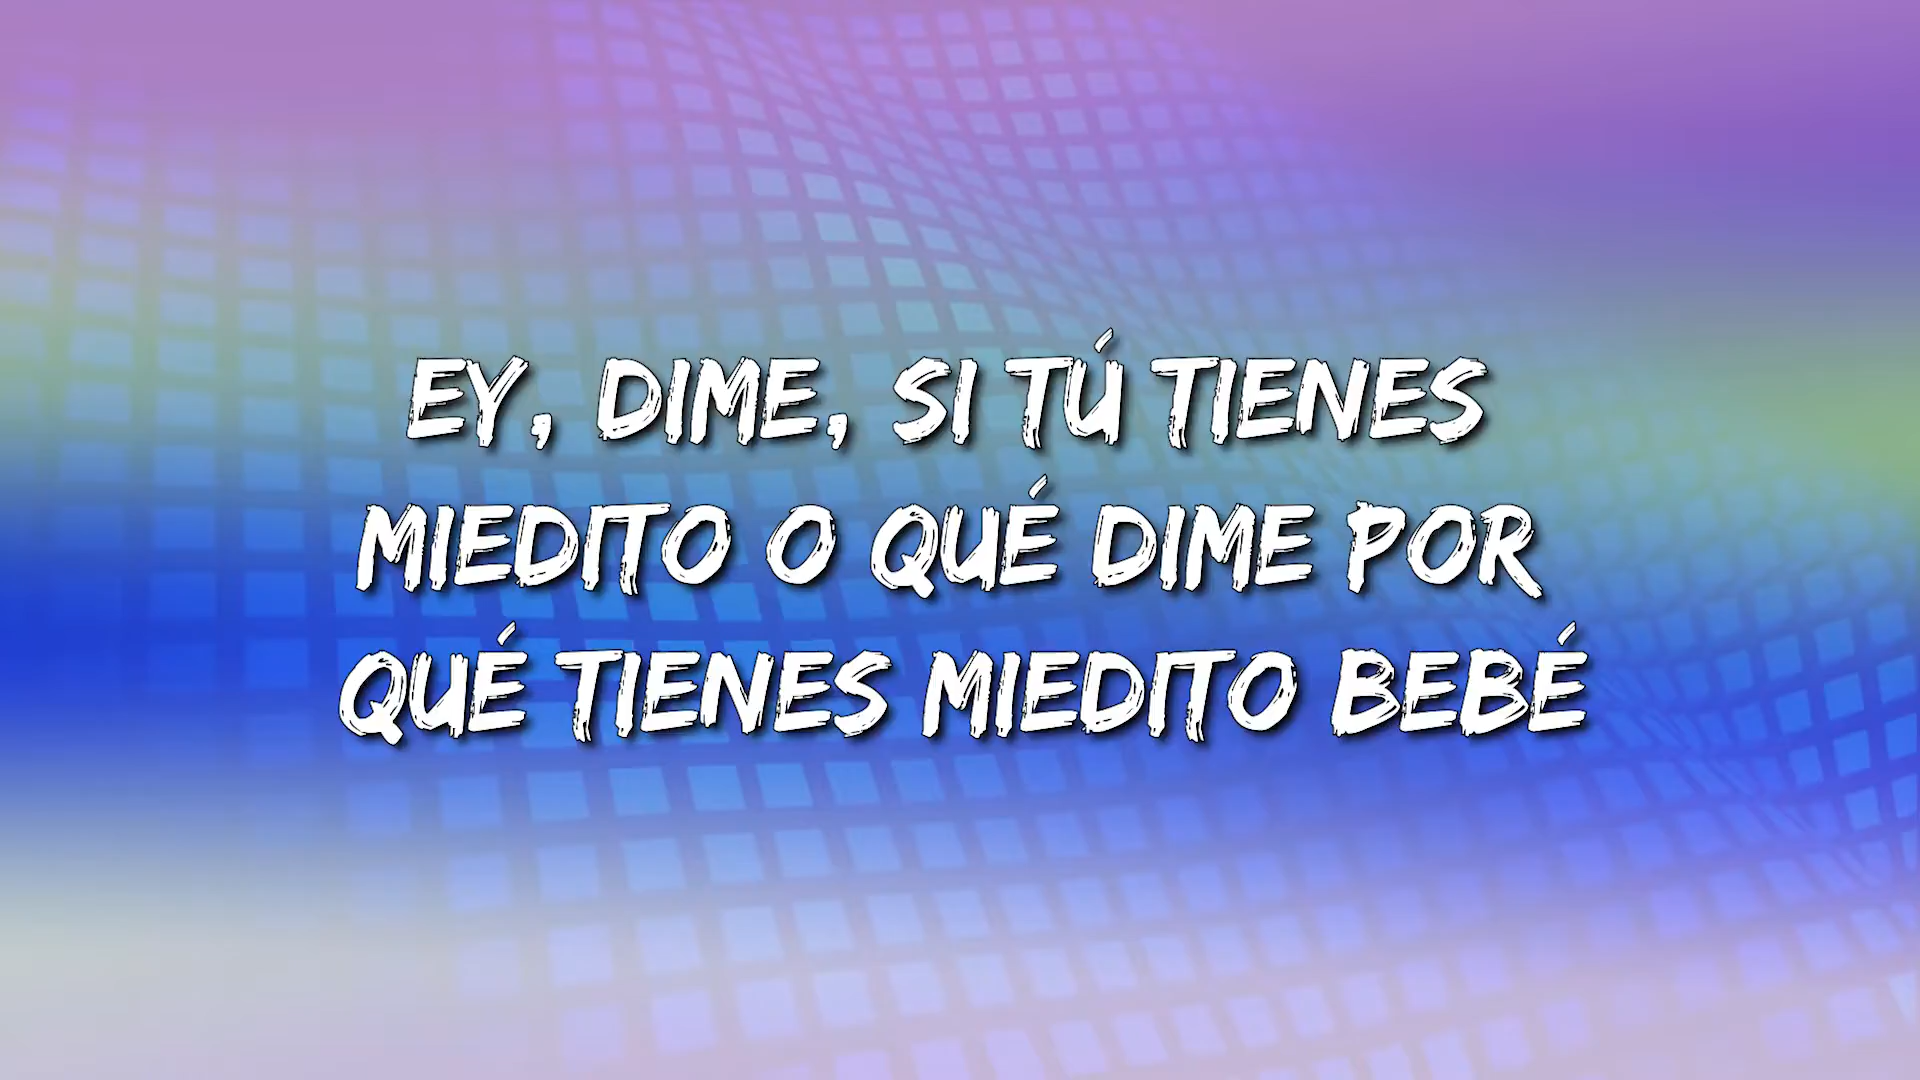 EY, DIME, SI TÚ TIENES
MIEDITO O QUÉ DIME POR
QUÉ TIENES MIEDITO BEBÉ